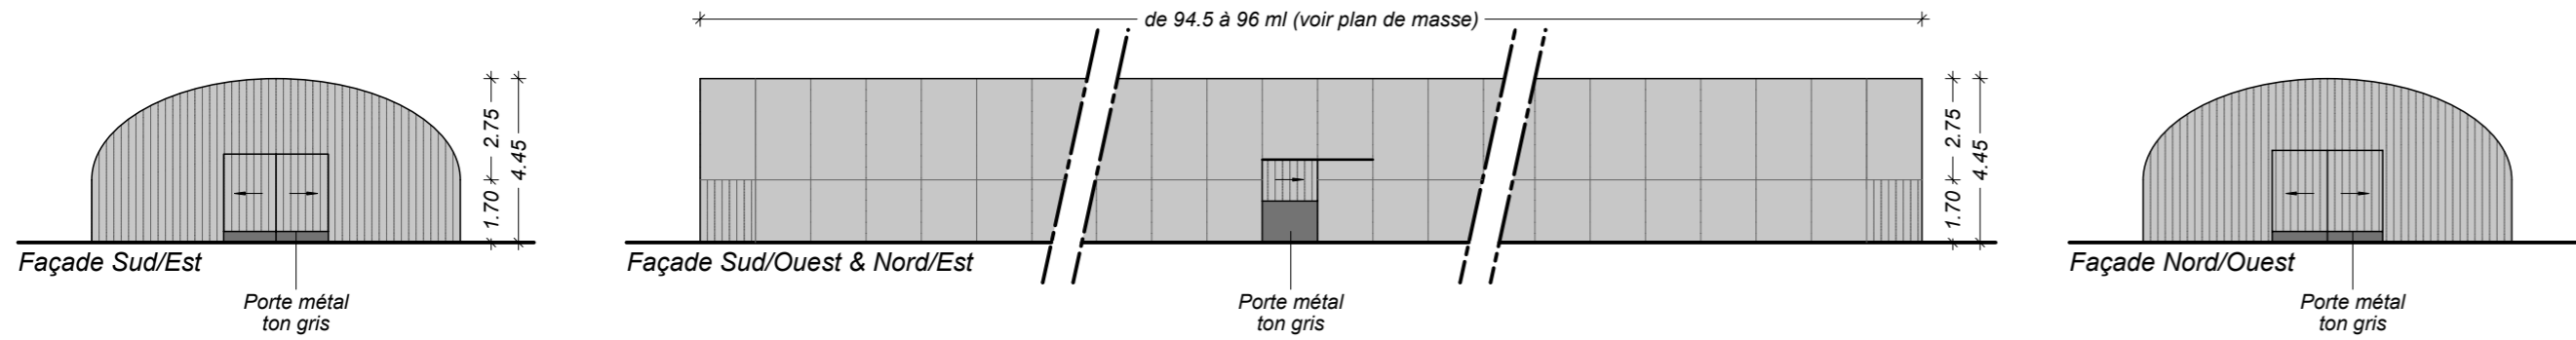 de 94.5 à 96 ml (voir plan de masse)
2.75
4.45
1.70
Façade Sud/Est
Porte métal
ton gris
2.75
4.45
1.70
Façade Sud/Ouest & Nord/Est
Porte métal
ton gris
Façade Nord/Ouest
Porte métal
ton gris